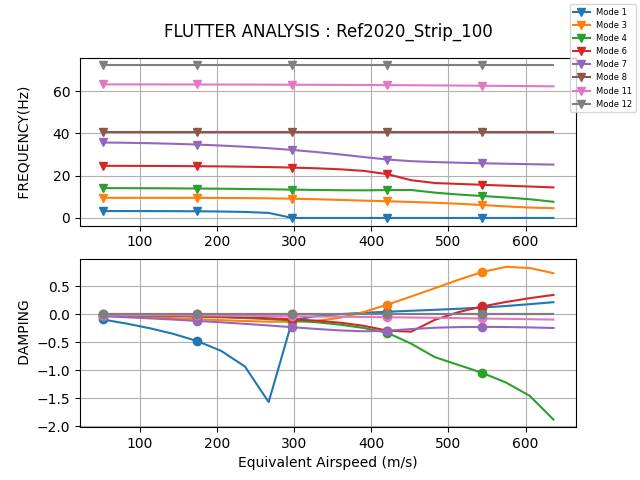 FLUTTER ANALYSIS : Ref2020_Strip_100
Mode 1
Mode 3
Mode 4
Mode 6
Mode 7
Mode 8
Mode 11
Mode 12
FREQUENCY(Hz)
60
40
20
0
100 200 300 400 500 600
DAMPING
0.5
0.0
−0.5
−1.0
−1.5
−2.0
100 200 300 400 500 600
Equivalent Airspeed (m/s)